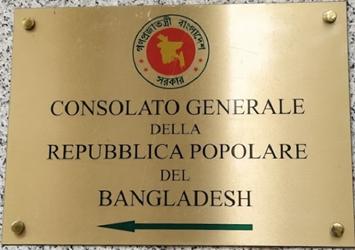 গণপ্রজাতন্ত্রী বাংলাদেশ
সরকার
CONSOLATO GENERALE
DELLA
REPUBBLICA POPOLARE
DEL
BANGLADESH